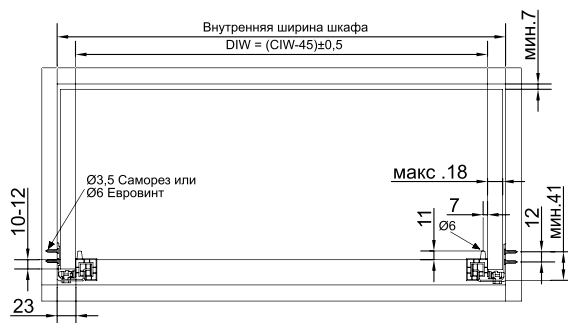 Внутренняя ширина шкафа
DIW = (CIW-45)±0,5
мин.7
Ø3,5 Саморез или
Ø6 Евровинт
10-12
макс .18
7
11
Ø6
12
мин.41
23